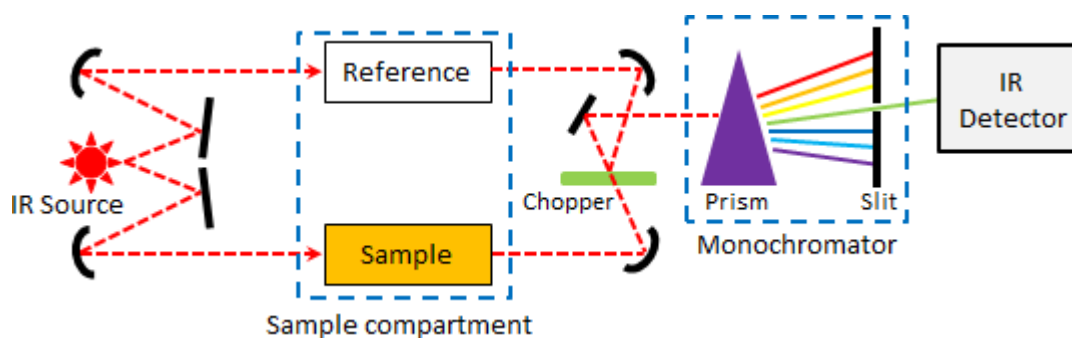 Reference
IR
Detector
IR Source
Chopper
Prism
Slit
Sample
Monochromator
Sample compartment